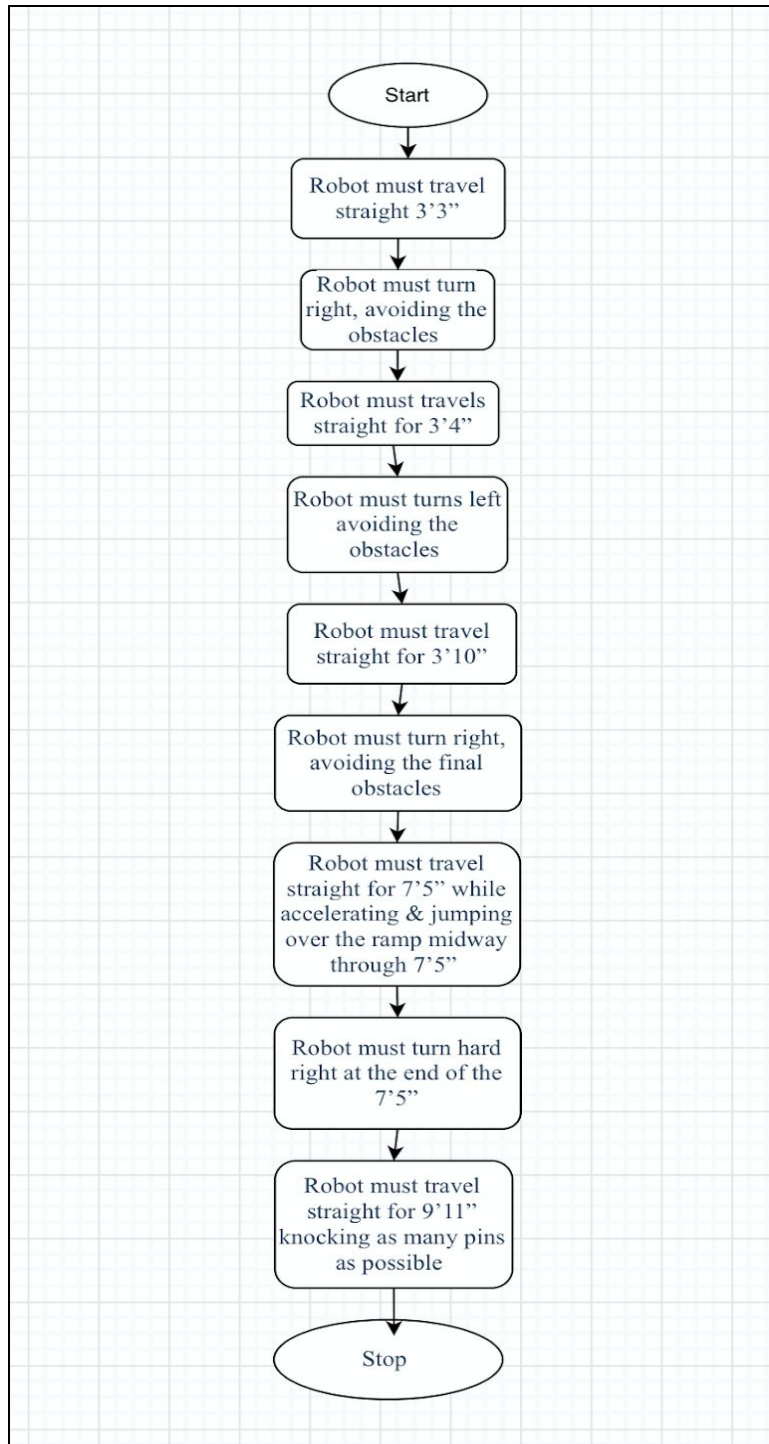 Start
Robot must travel
straight 3’3”
Robot must turn
right, avoiding the
obstacles
Robot must travels
straight for 3’4”
Robot must turns left
avoiding the
obstacles
Robot must travel
straight for 3’10”
Robot must turn right,
avoiding the final
obstacles
Robot must travel
straight for 7’5” while
accelerating & jumping
over the ramp midway
through 7’5”
Robot must turn hard
right at the end of the
7’5”
Robot must travel
straight for 9’11”
knocking as many pins
as possible
Stop